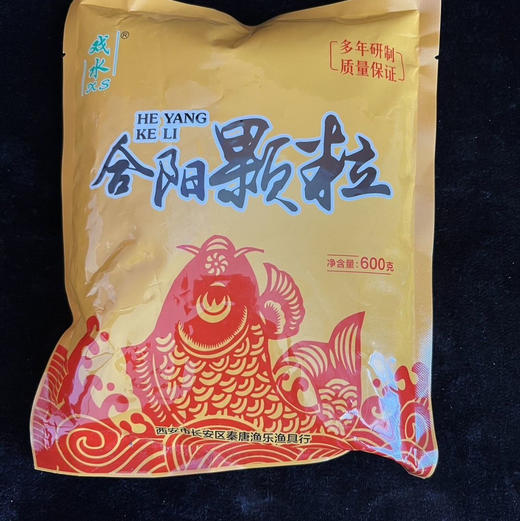 戏水®
XS
多年研制
质量保证
HE YANG
KE LI
合阳颗粒
净含量:600克
西安市长安区秦唐渔乐渔具行